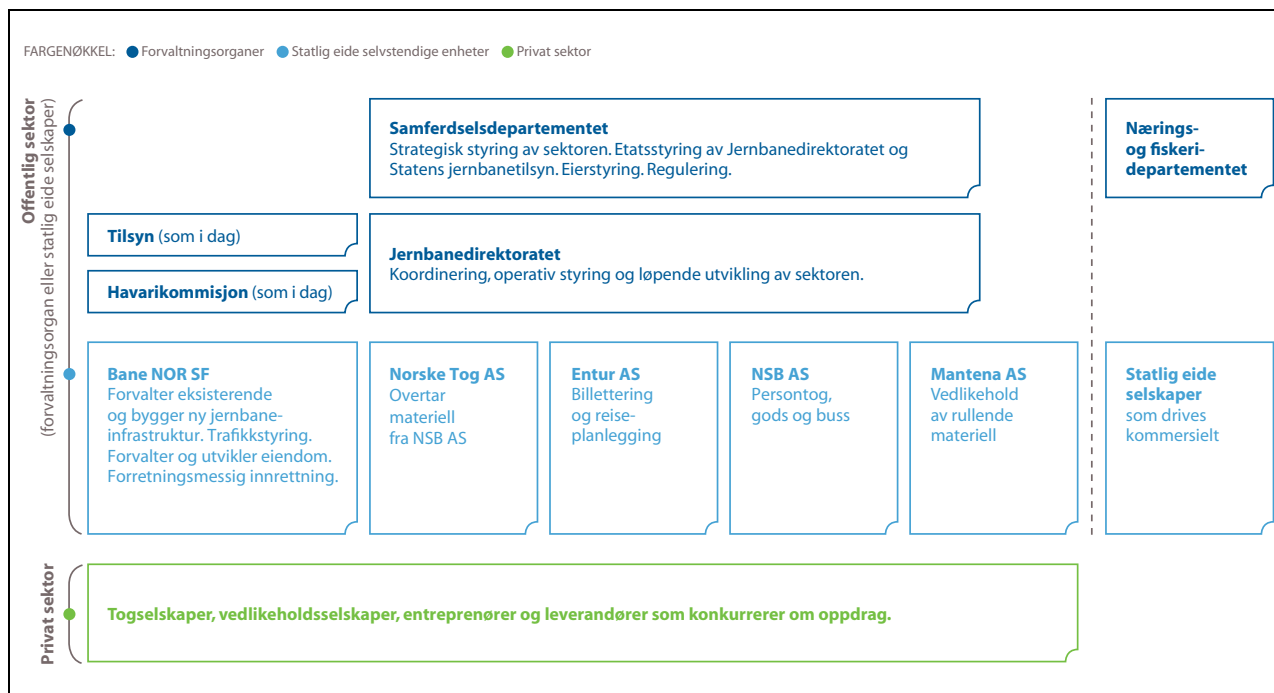 FARGENØKKEL: Forvaltningsorganer Statlig eide selvstendige enheter Privat sektor
Offentlig sektor
(forvaltningsorgan eller statlig eide selskaper)
Samferdselsdepartementet
Strategisk styring av sektoren. Etatsstyring av Jernbanedirektoratet og
Statens jernbanetilsyn. Eierstyring. Regulering.
Nærings-
og fiskeri-
departementet
Tilsyn (som i dag)
Havarikommisjon (som i dag)
Jernbanedirektoratet
Koordinering, operativ styring og løpende utvikling av sektoren.
Bane NOR SF
Forvalter eksisterende
og bygger ny jernbane-
infrastruktur. Trafikkstyring.
Forvalter og utvikler eiendom.
Forretningsmessig innrettning.
Norske Tog AS
Overtar
materiell
fra NSB AS
Entur AS
Billettering
og reise-
planlegging
NSB AS
Persontog,
gods og buss
Mantena AS
Vedlikehold
av rullende
materiell
Statlig eide
selskaper
som drives
kommersielt
Privat sektor
Togselskaper, vedlikeholdsselskaper, entreprenører og leverandører som konkurrerer om oppdrag.